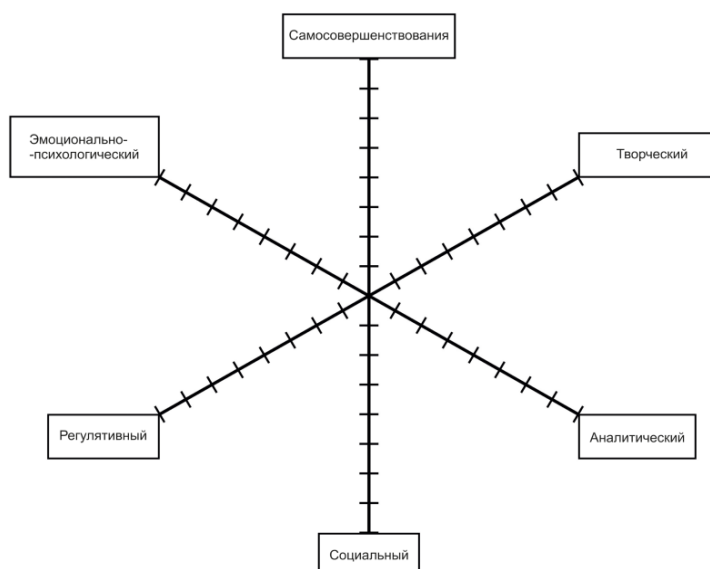 Самосовершенствования
Эмоционально-
-психологический
Творческий
Регулятивный
Аналитический
Социальный